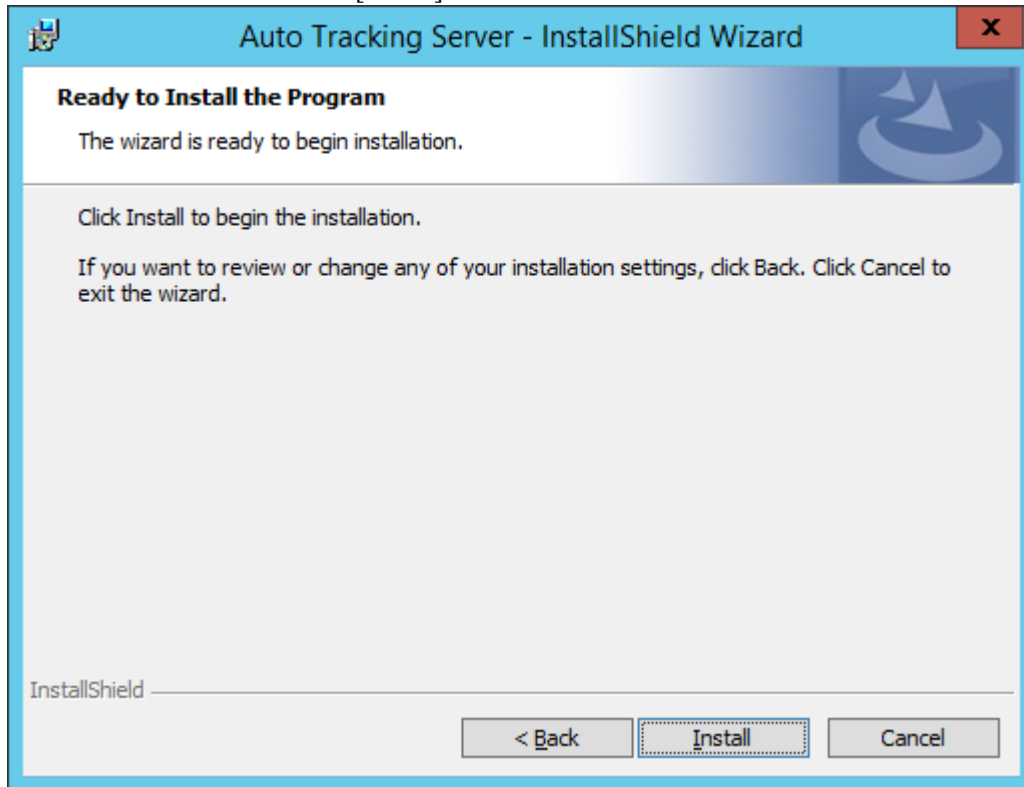 Auto Tracking Server - InstallShield Wizard
x
Ready to Install the Program
The wizard is ready to begin installation.
Click Install to begin the installation.
If you want to review or change any of your installation settings, click Back. Click Cancel to
exit the wizard.
InstallShield
< Back
Install
Cancel